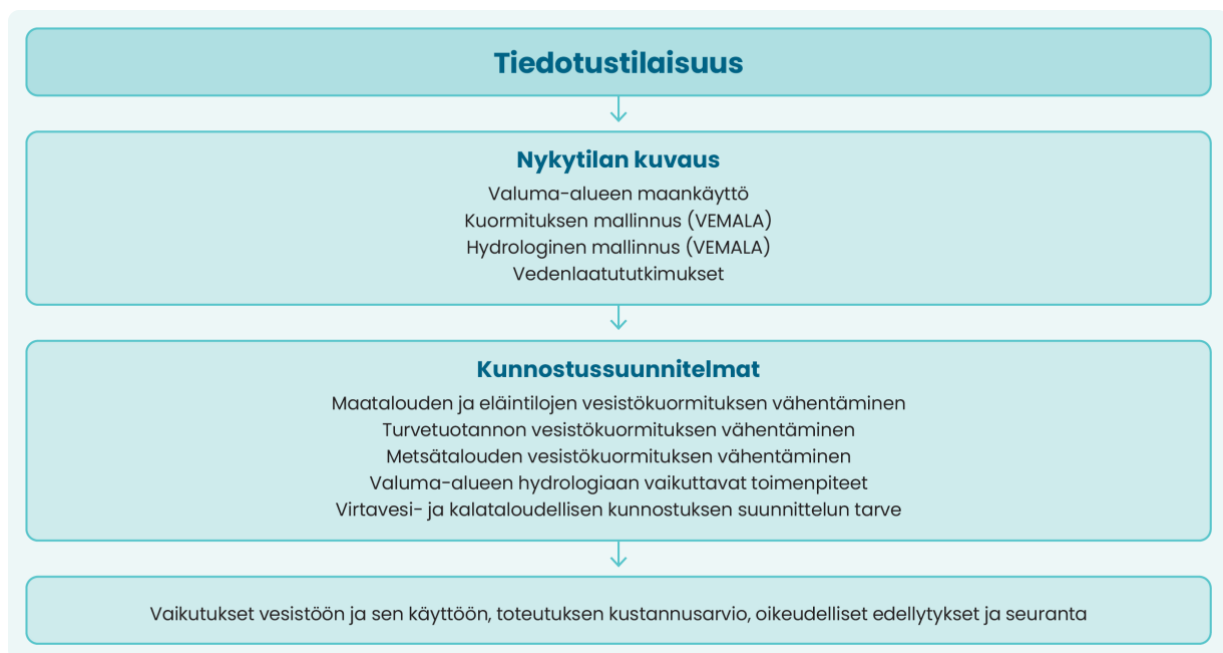 Tiedotustilaisuus
Nykytilan kuvaus
Valuma-alueen maankäyttö
Kuormituksen mallinnus (VEMALA)
Hydrologinen mallinnus (VEMALA)
Vedenlaatututkimukset
Kunnostussuunnitelmat
Maatalouden ja eläintilojen vesistökuormituksen vähentäminen
Turvetuotannon vesistökuormituksen vähentäminen
Metsätalouden vesistökuormituksen vähentäminen
Valuma-alueen hydrologiaan vaikuttavat toimenpiteet
Virtavesi- ja kalataloudellisen kunnostuksen suunnittelun tarve
Vaikutukset vesistöön ja sen käyttöön, toteutuksen kustannusarvio, oikeudelliset edellytykset ja seuranta